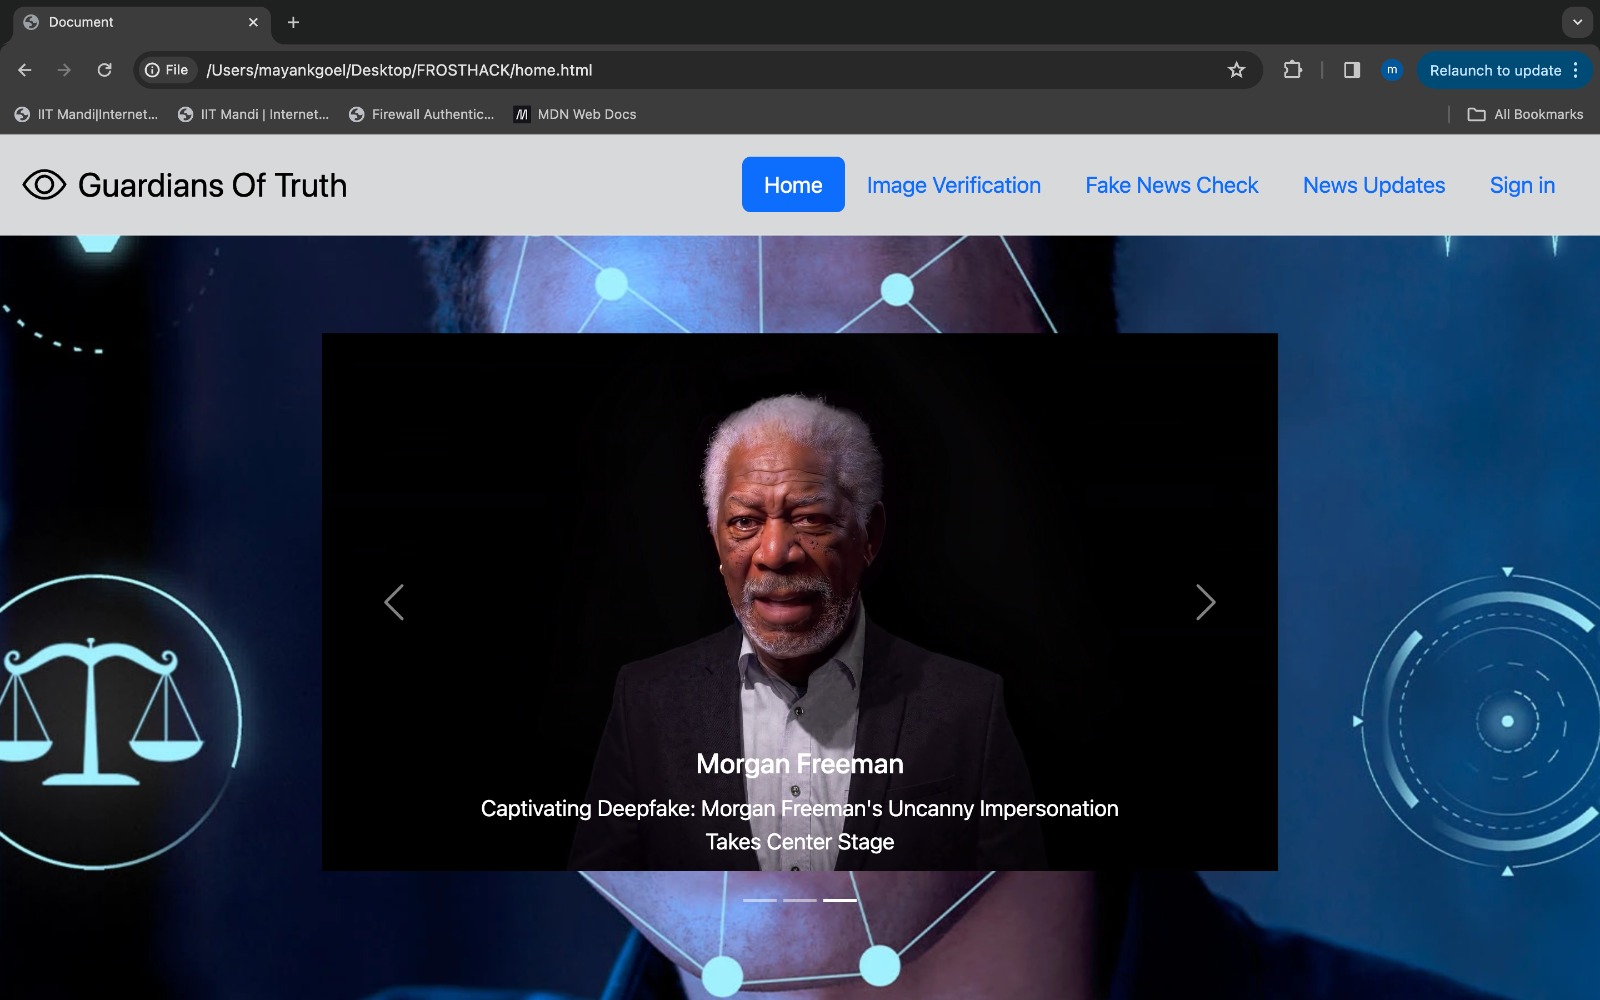 Document
File
/Users/mayankgoel/Desktop/FROSTHACK/home.html
m
Relaunch to update
IIT Mandi|Internet...
IIT Mandi | Internet...
Firewall Authentic...
MDN Web Docs
All Bookmarks
Guardians Of Truth
Home
Image Verification
Fake News Check
News Updates
Sign in
Morgan Freeman
Captivating Deepfake: Morgan Freeman's Uncanny Impersonation
Takes Center Stage